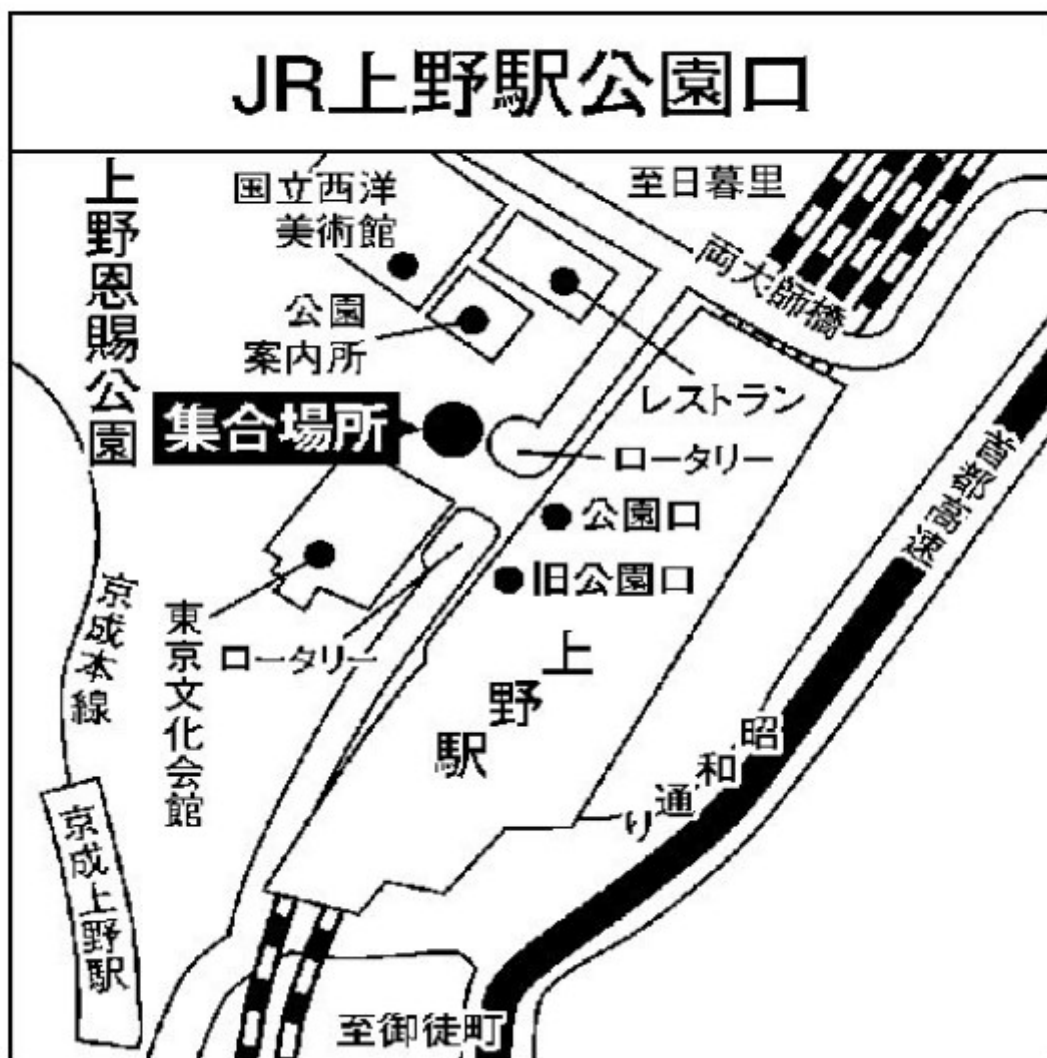 JR上野駅公園口
上野恩賜公園
国立西洋
美術館
至日暮里
両大師橋
公園
案内所
レストラン
集合場所
ロータリー
公園口
旧公園口
首都高速
東京文化会館
ロータリー
京成本線
上野駅
昭和通り
京成上野駅
至御徒町